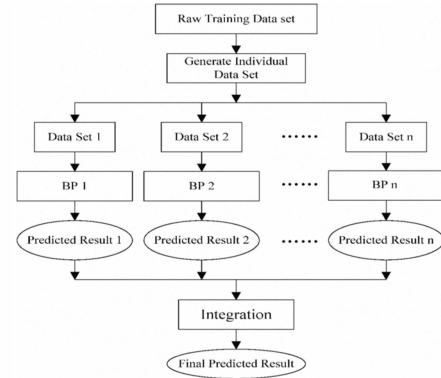 Raw Training Data set
Generate Individual
Data Set
Data Set 1
Data Set 2
......
Data Set n
BP 1
BP 2
......
BP n
Predicted Result 1
Predicted Result 2
......
Predicted Result n
Integration
Final Predicted Result